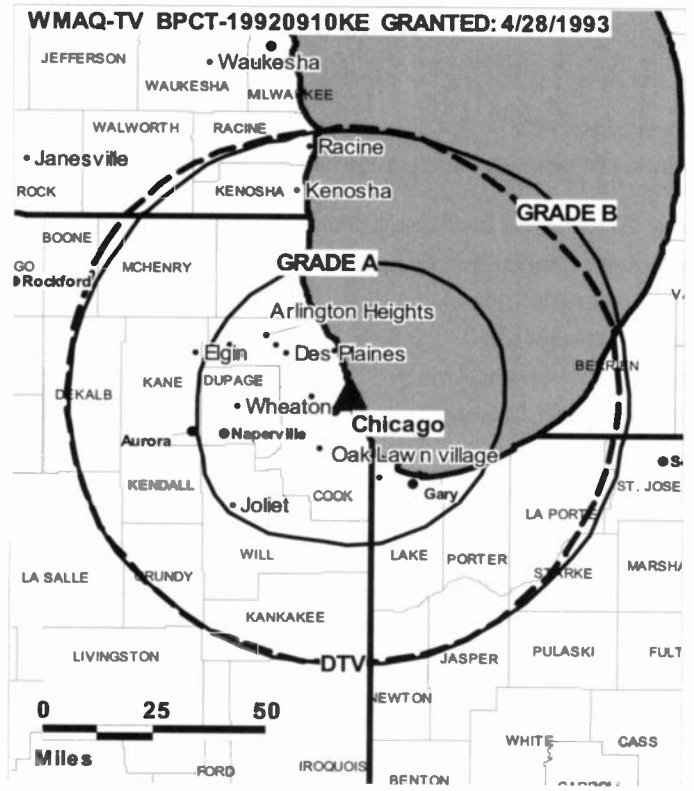 WMAQ-TV BPCT-19920910KE GRANTED: 4/28/1993
JEFFERSON
Waukesha
WAUKESHA
MILWAUKEE
WALWORTH
RACINE
Racine
Janesville
ROCK
KENOSHA
Kenosha
GRADE B
BOONE
GRADE A
GO
MCHENRY
Rockford
Arlington Heights
Elgin
Des Plaines
BERRIEN
KANE
DUPAGE
DEKALB
Wheaton
Chicago
Aurora
Naperville
Oak Lawn village
KENDALL
Gary
ST. JOSE
COOK
Joliet
LA PORTE
WILL
LAKE
PORTER
LA SALLE
GRUNDY
STARKE
MARSHA
KANKAKEE
LIVINGSTON
DTV
JASPER
PULASKI
FULT
NEWTON
0 25 50
Miles
WHITE
CASS
FORD
IROQUOIS
BENTON